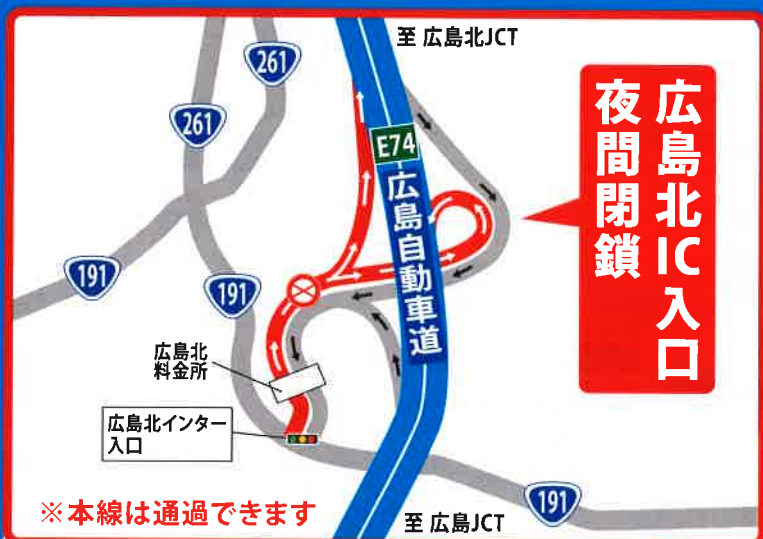 至 広島北JCT
261
261
E74
広島自動車道
広島北IC入口
夜間閉鎖
191
191
広島北
料金所
広島北インター
入口
191
※本線は通過できます
至 広島JCT